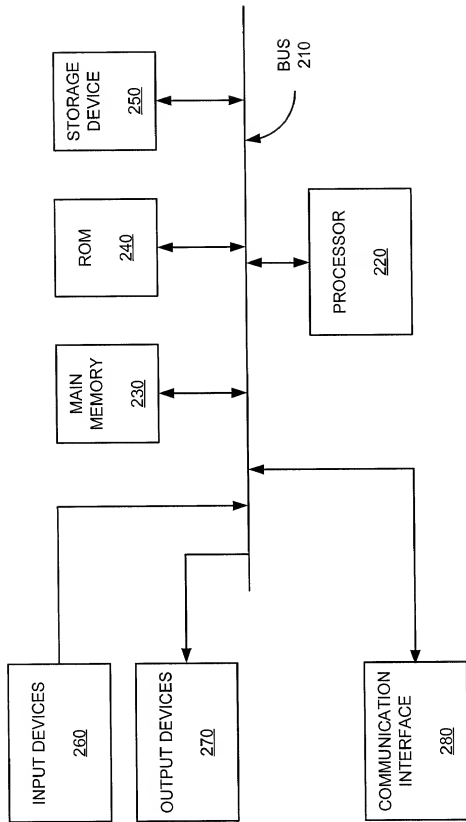 INPUT DEVICES
260
OUTPUT DEVICES
270
COMMUNICATION
INTERFACE
280
MAIN
MEMORY
230
ROM
240
STORAGE
DEVICE
250
PROCESSOR
220
BUS
210